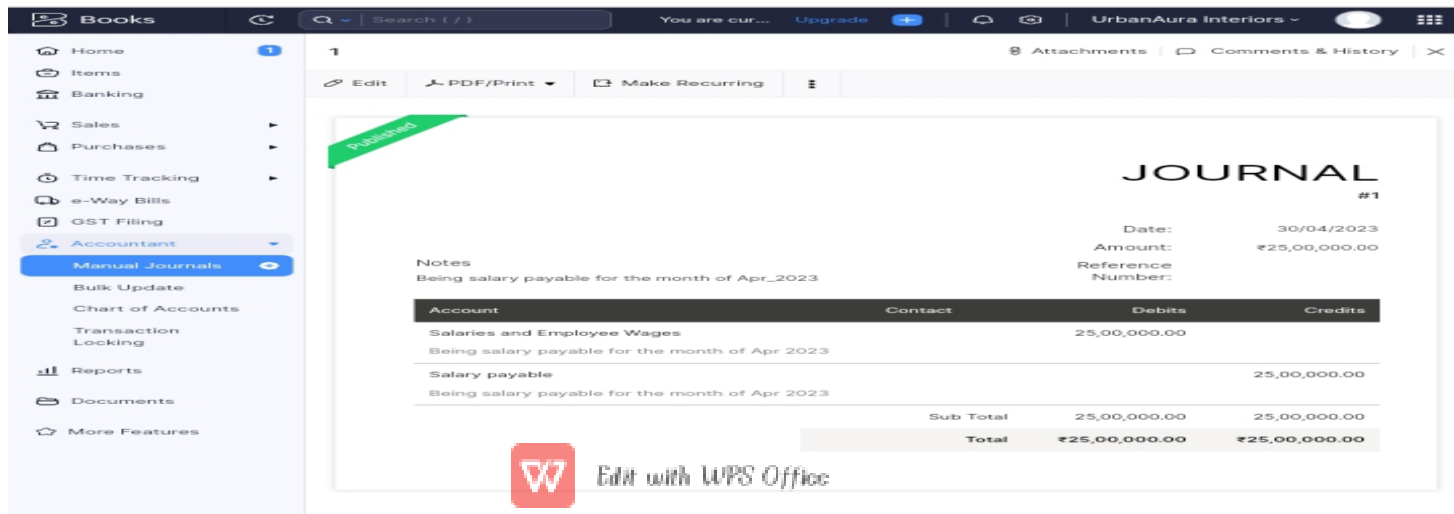 Books
Search ( / )
You are cur... Upgrade
UrbanAura Interiors
Home 1
Items
Banking
Sales
Purchases
Time Tracking
e-Way Bills
GST Filing
Accountant
Manual Journals
Bulk Update
Chart of Accounts
Transaction
Locking
Reports
Documents
More Features
1
Attachments
Comments & History
Edit
PDF/Print
Make Recurring
Published
JOURNAL
#1
Date: 30/04/2023
Amount: ₹25,00,000.00
Reference
Number:
Notes
Being salary payable for the month of Apr_2023
Account Contact Debits Credits
Salaries and Employee Wages 25,00,000.00
Being salary payable for the month of Apr 2023
Salary payable 25,00,000.00
Being salary payable for the month of Apr 2023
Sub Total 25,00,000.00 25,00,000.00
Total ₹25,00,000.00 ₹25,00,000.00
W Edit with WPS Office